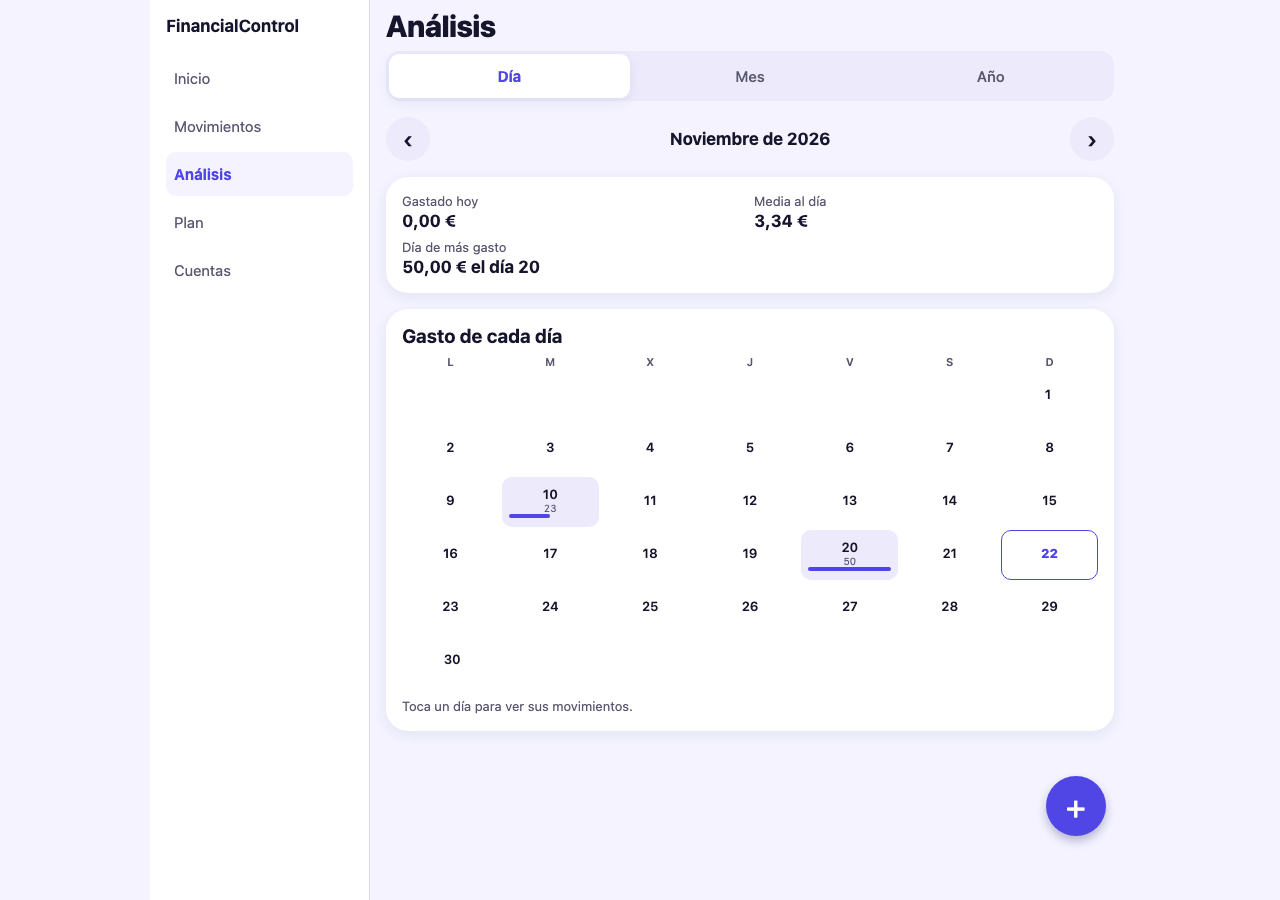 FinancialControl
Inicio
Movimientos
Análisis
Plan
Cuentas
Análisis
Día Mes Año
‹ Noviembre de 2026 ›
Gastado hoy Media al día
0,00 € 3,34 €
Día de más gasto
50,00 € el día 20
Gasto de cada día
L M X J V S D
1
2 3 4 5 6 7 8
9 10 11 12 13 14 15
23
16 17 18 19 20 21 22
50
23 24 25 26 27 28 29
30
Toca un día para ver sus movimientos.
+